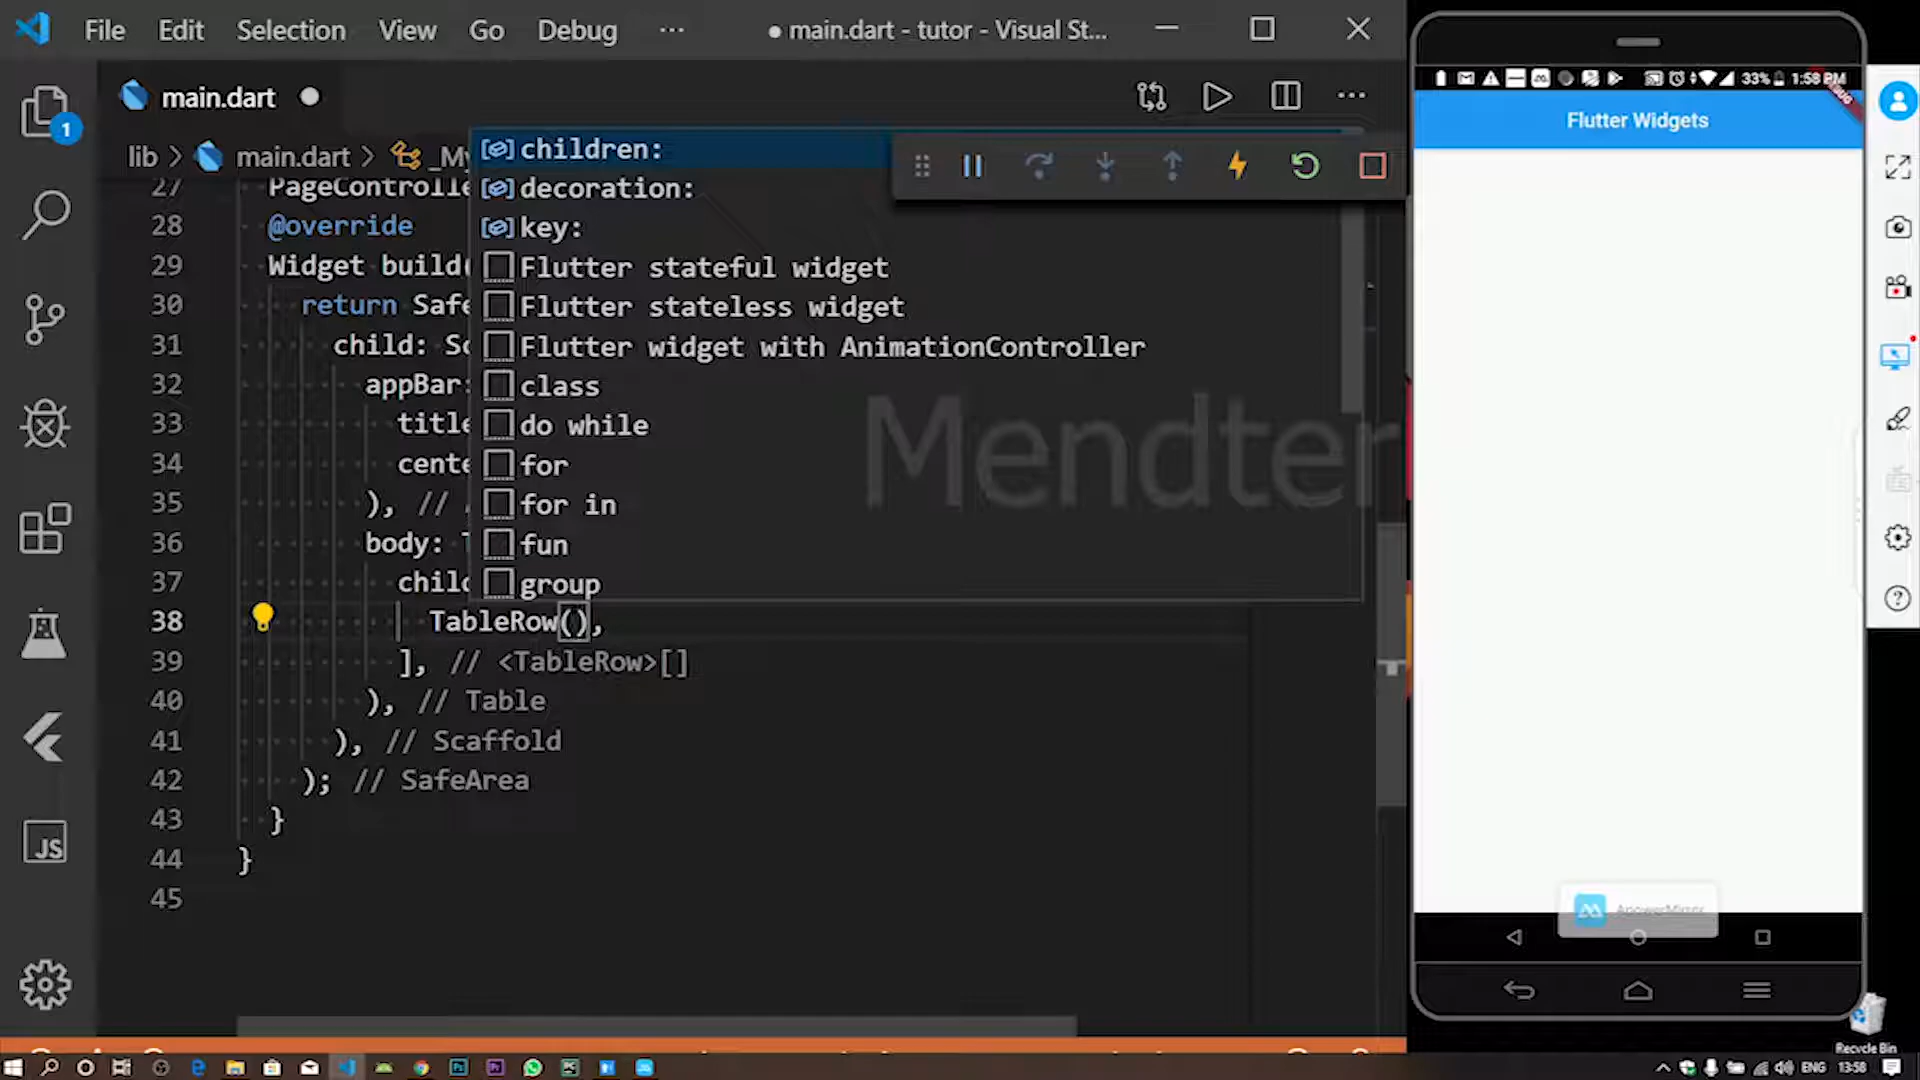 File Edit Selection View Go Debug ··· ● main.dart - tutor - Visual St...
main.dart ●
lib > main.dart > _My
children:
decoration:
key:
Flutter stateful widget
Flutter stateless widget
Flutter widget with AnimationController
class
do while
for
for in
fun
group
27 PageControlle
28 @override
29 Widget build(
30 return Safe
31 child: Sc
32 appBar:
33 title
34 cente
35 ), //
36 body: T
37 child
38 TableRow(),
39 ], // <TableRow>[]
40 ), // Table
41 ), // Scaffold
42 ); // SafeArea
43 }
44 }
45
1
JS
Mendter
33% 1:58 PM
Flutter Widgets
ApowerMirror
Recycle Bin
ENG 13:58